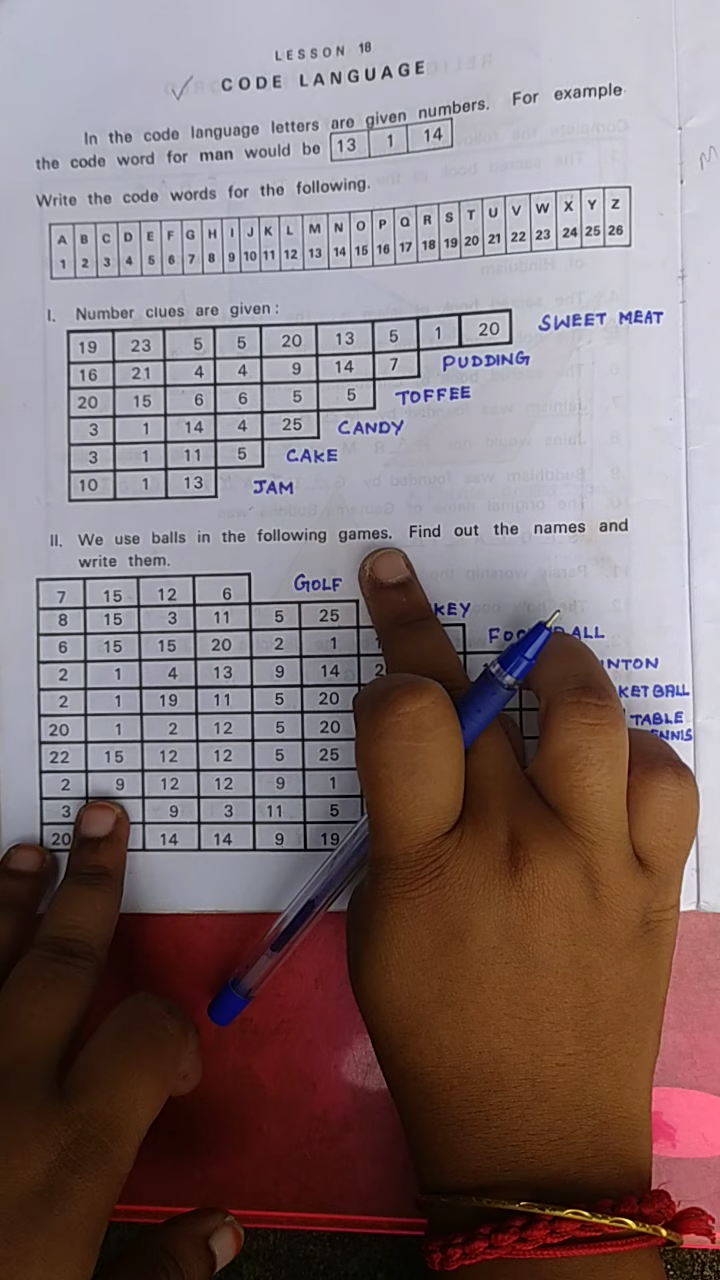 LESSON 18
CODE LANGUAGE
In the code language letters are given numbers. For example
the code word for man would be 13 1 14
Write the code words for the following.
A B C D E F G H I J K L M N O P Q R S T U V W X Y Z
1 2 3 4 5 6 7 8 9 10 11 12 13 14 15 16 17 18 19 20 21 22 23 24 25 26
I. Number clues are given :
19 23 5 5 20 13 5 1 20 SWEET MEAT
16 21 4 4 9 14 7 PUDDING
20 15 6 6 5 5 TOFFEE
3 1 14 4 25 CANDY
3 1 11 5 CAKE
10 1 13 JAM
II. We use balls in the following games. Find out the names and
write them.
7 15 12 6 GOLF
8 15 3 11 5 25 KEY
6 15 15 20 2 1
2 1 4 13 9 14 2 INTON
2 1 19 11 5 20 KET BALL
20 1 2 12 5 20 TABLE
22 15 12 12 5 25 ENNIS
2 9 12 12 9 1
3 9 3 11 5
20 14 14 9 19